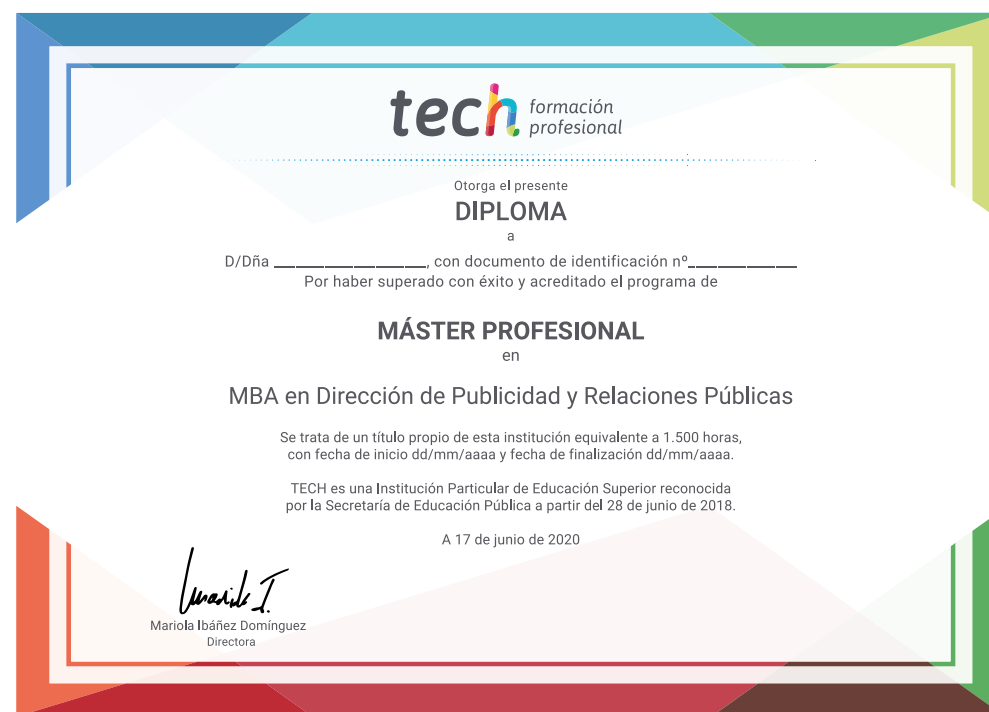 tech formación
profesional
Otorga el presente
DIPLOMA
a
D/Dña ______________, con documento de identificación nº__________
Por haber superado con éxito y acreditado el programa de
MÁSTER PROFESIONAL
en
MBA en Dirección de Publicidad y Relaciones Públicas
Se trata de un título propio de esta institución equivalente a 1.500 horas,
con fecha de inicio dd/mm/aaaa y fecha de finalización dd/mm/aaaa.
TECH es una Institución Particular de Educación Superior reconocida
por la Secretaría de Educación Pública a partir del 28 de junio de 2018.
A 17 de junio de 2020
Mariola Ibáñez Domínguez
Directora